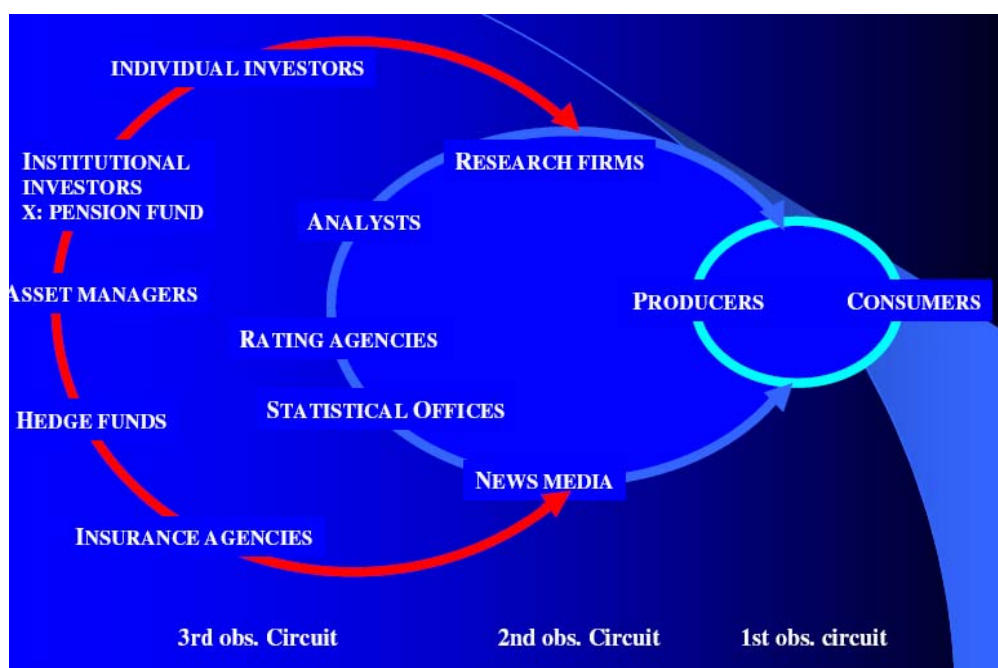 INDIVIDUAL INVESTORS
INSTITUTIONAL
INVESTORS
X: PENSION FUND
ASSET MANAGERS
HEDGE FUNDS
INSURANCE AGENCIES
RESEARCH FIRMS
ANALYSTS
RATING AGENCIES
STATISTICAL OFFICES
NEWS MEDIA
PRODUCERS
CONSUMERS
3rd obs. Circuit
2nd obs. Circuit
1st obs. circuit